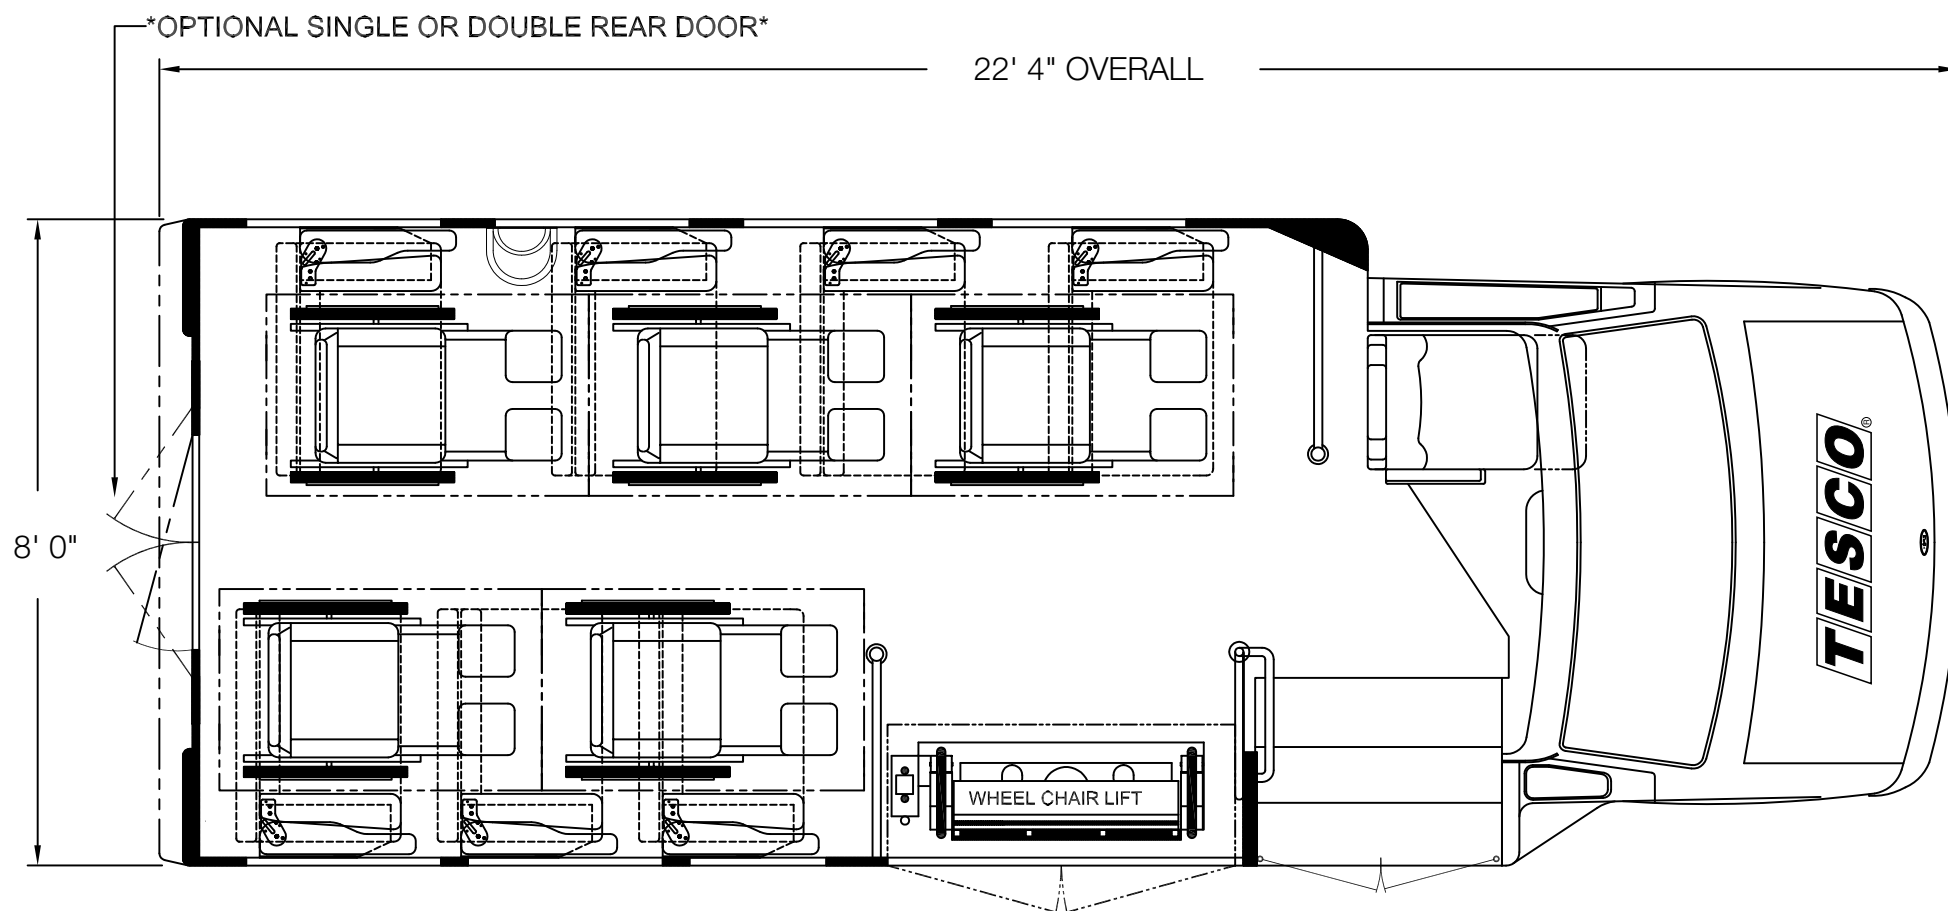 *OPTIONAL SINGLE OR DOUBLE REAR DOOR*
22' 4" OVERALL
8' 0"
TESCO®
WHEEL CHAIR LIFT